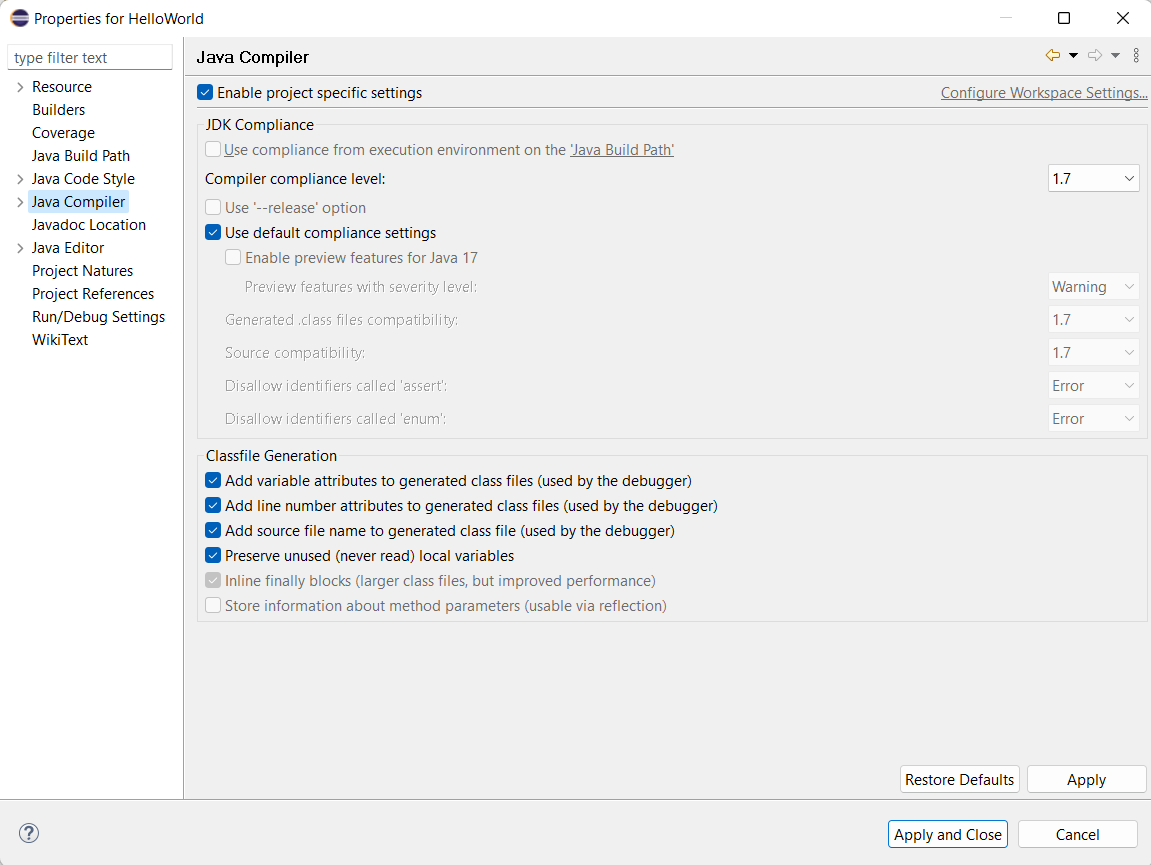 Properties for HelloWorld
type filter text
Resource
Builders
Coverage
Java Build Path
Java Code Style
Java Compiler
Javadoc Location
Java Editor
Project Natures
Project References
Run/Debug Settings
WikiText
Java Compiler
Enable project specific settings
Configure Workspace Settings...
JDK Compliance
Use compliance from execution environment on the 'Java Build Path'
Compiler compliance level: 1.7
Use '--release' option
Use default compliance settings
Enable preview features for Java 17
Preview features with severity level: Warning
Generated .class files compatibility: 1.7
Source compatibility: 1.7
Disallow identifiers called 'assert': Error
Disallow identifiers called 'enum': Error
Classfile Generation
Add variable attributes to generated class files (used by the debugger)
Add line number attributes to generated class files (used by the debugger)
Add source file name to generated class file (used by the debugger)
Preserve unused (never read) local variables
Inline finally blocks (larger class files, but improved performance)
Store information about method parameters (usable via reflection)
Restore Defaults
Apply
?
Apply and Close
Cancel